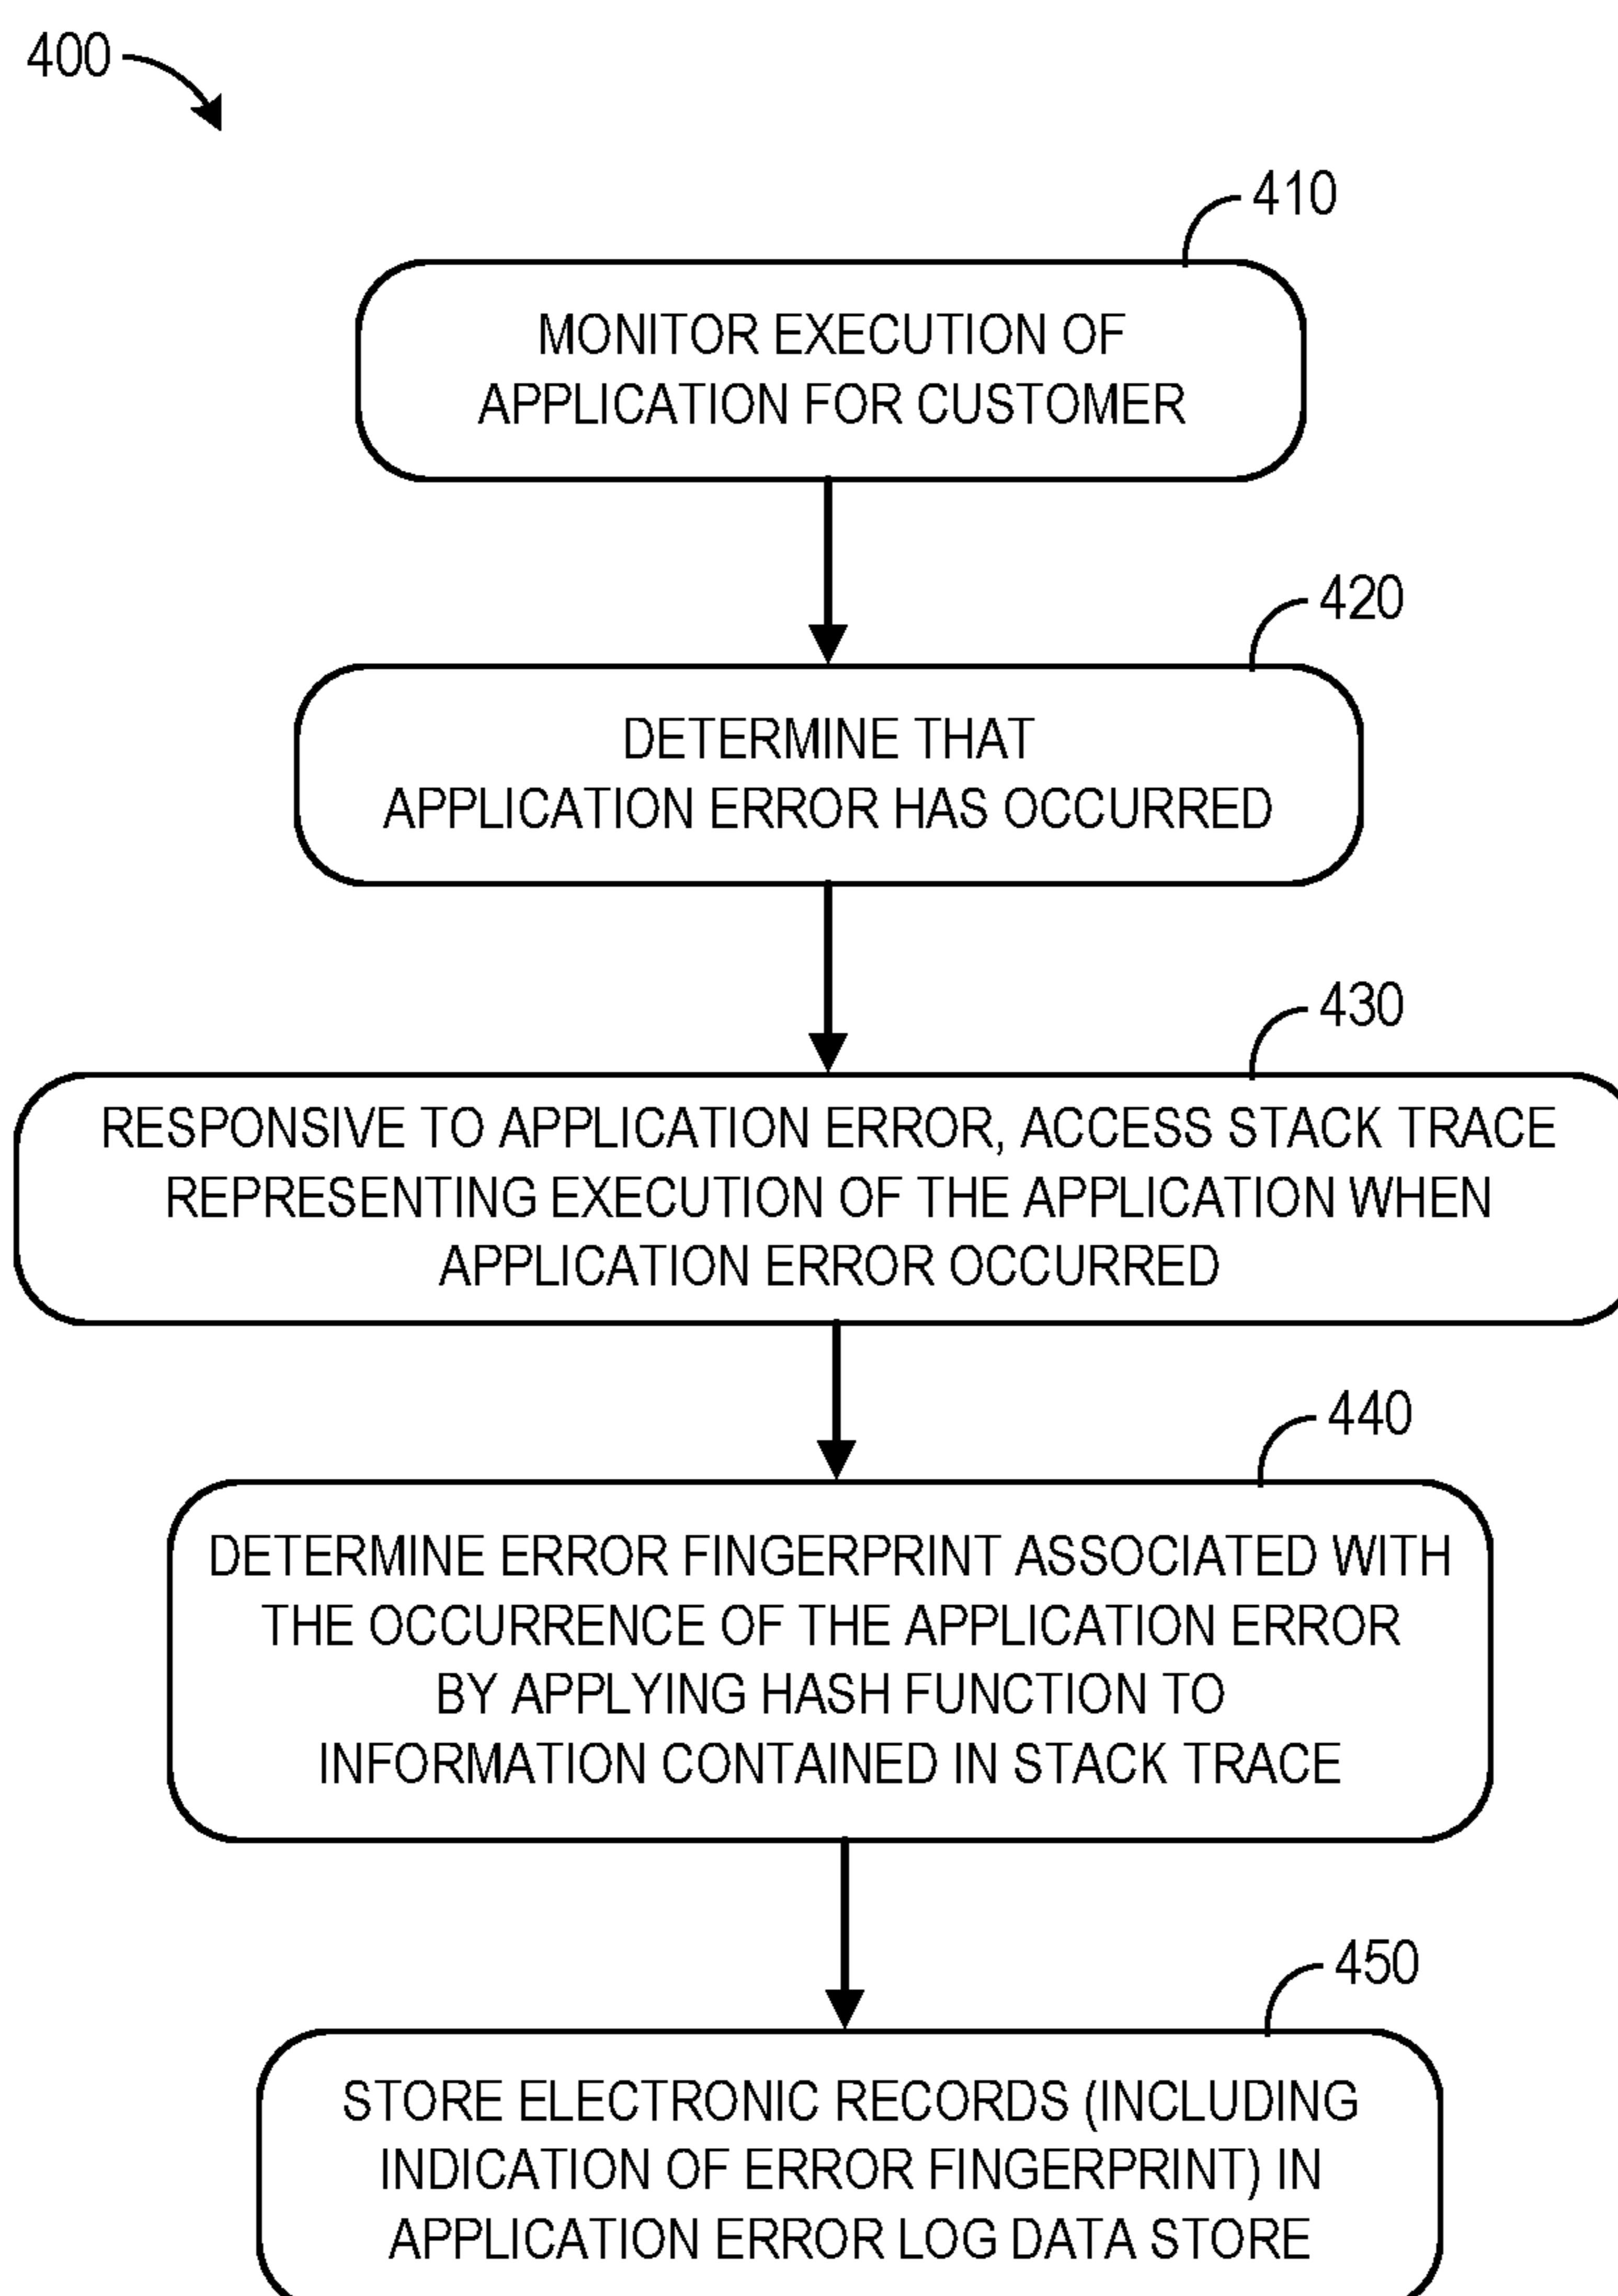 400
410
MONITOR EXECUTION OF
APPLICATION FOR CUSTOMER
420
DETERMINE THAT
APPLICATION ERROR HAS OCCURRED
430
RESPONSIVE TO APPLICATION ERROR, ACCESS STACK TRACE
REPRESENTING EXECUTION OF THE APPLICATION WHEN
APPLICATION ERROR OCCURRED
440
DETERMINE ERROR FINGERPRINT ASSOCIATED WITH
THE OCCURRENCE OF THE APPLICATION ERROR
BY APPLYING HASH FUNCTION TO
INFORMATION CONTAINED IN STACK TRACE
450
STORE ELECTRONIC RECORDS (INCLUDING
INDICATION OF ERROR FINGERPRINT) IN
APPLICATION ERROR LOG DATA STORE